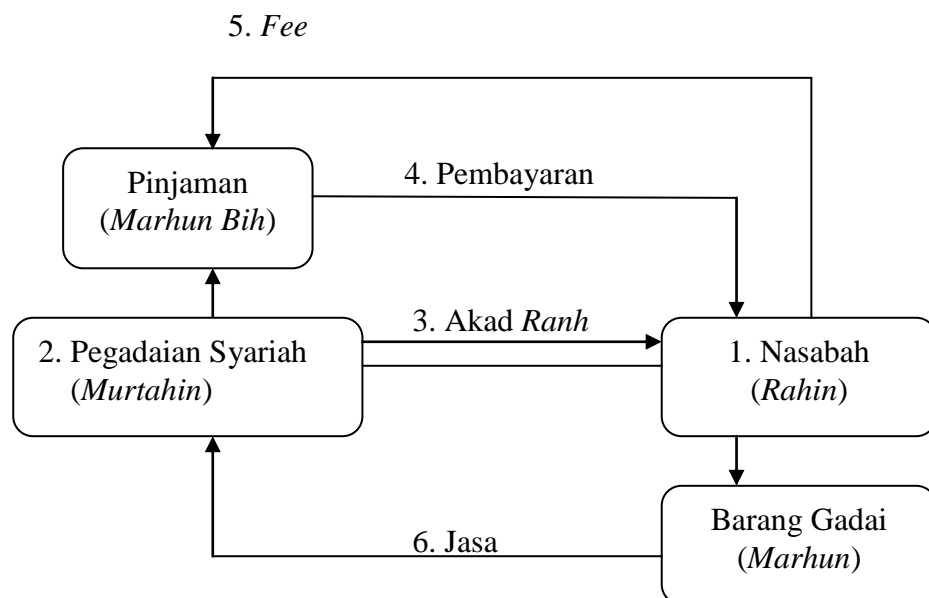 5. Fee
Pinjaman
(Marhun Bih)
4. Pembayaran
3. Akad Ranh
2. Pegadaian Syariah
(Murtahin)
1. Nasabah
(Rahin)
Barang Gadai
(Marhun)
6. Jasa